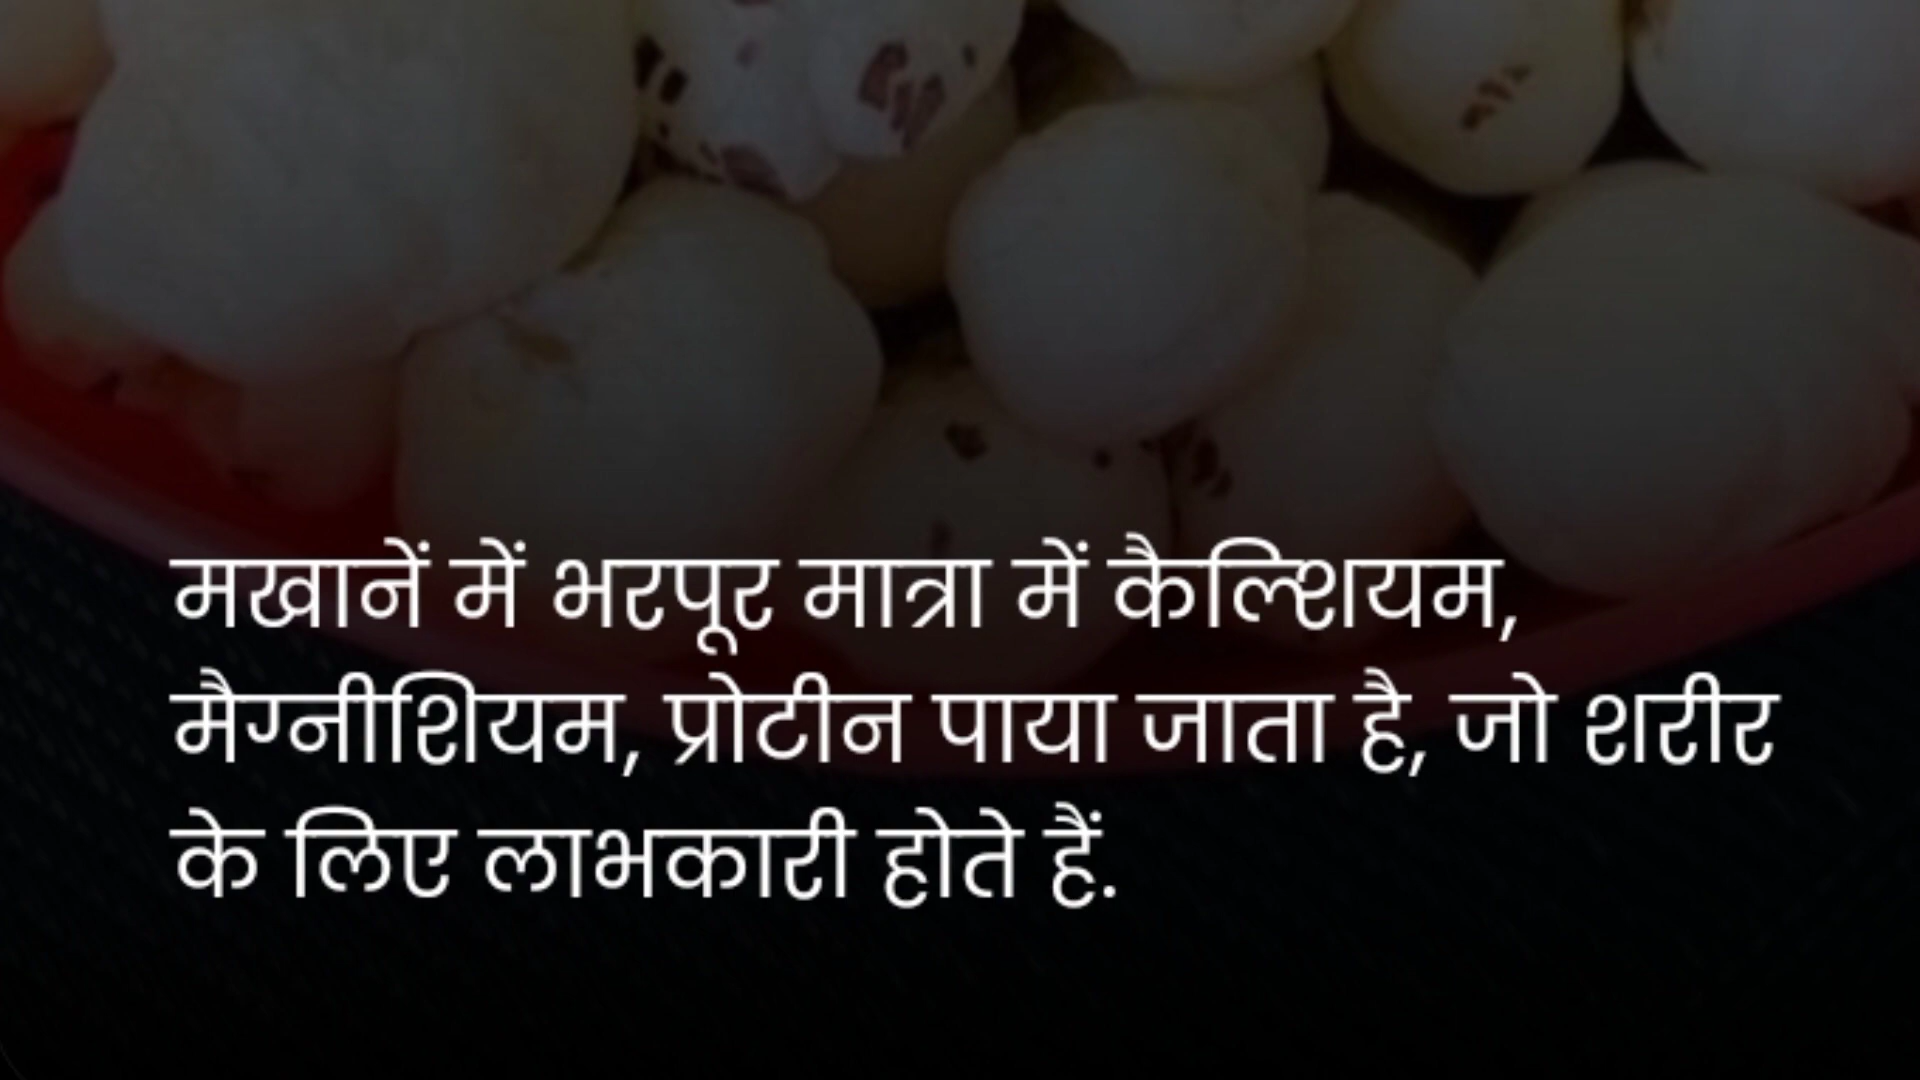 मखानें में भरपूर मात्रा में कैल्शियम,
मैग्नीशियम, प्रोटीन पाया जाता है, जो शरीर
के लिए लाभकारी होते हैं.